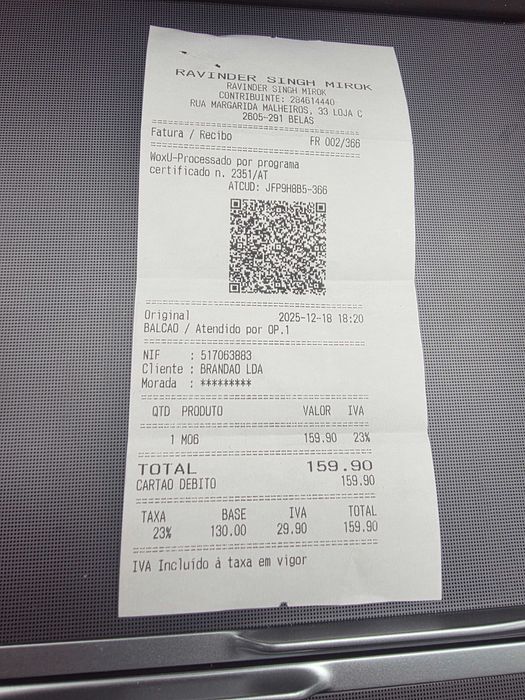 RAVINDER SINGH MIROK
RAVINDER SINGH MIROK
CONTRIBUINTE: 284614440
RUA MARGARIDA MALHEIROS, 33 LOJA C
2605-291 BELAS
Fatura / Recibo FR 002/366
WoxU-Processado por programa
certificado n. 2351/AT
ATCUD: JFP9H8B5-366
Original 2025-12-18 18:20
BALCAO / Atendido por OP.1
NIF : 517063883
Cliente : BRANDAO LDA
Morada : *********
QTD PRODUTO VALOR IVA
1 M06 159.90 23%
TOTAL 159.90
CARTAO DEBITO 159.90
TAXA BASE IVA TOTAL
23% 130.00 29.90 159.90
IVA Incluído à taxa em vigor